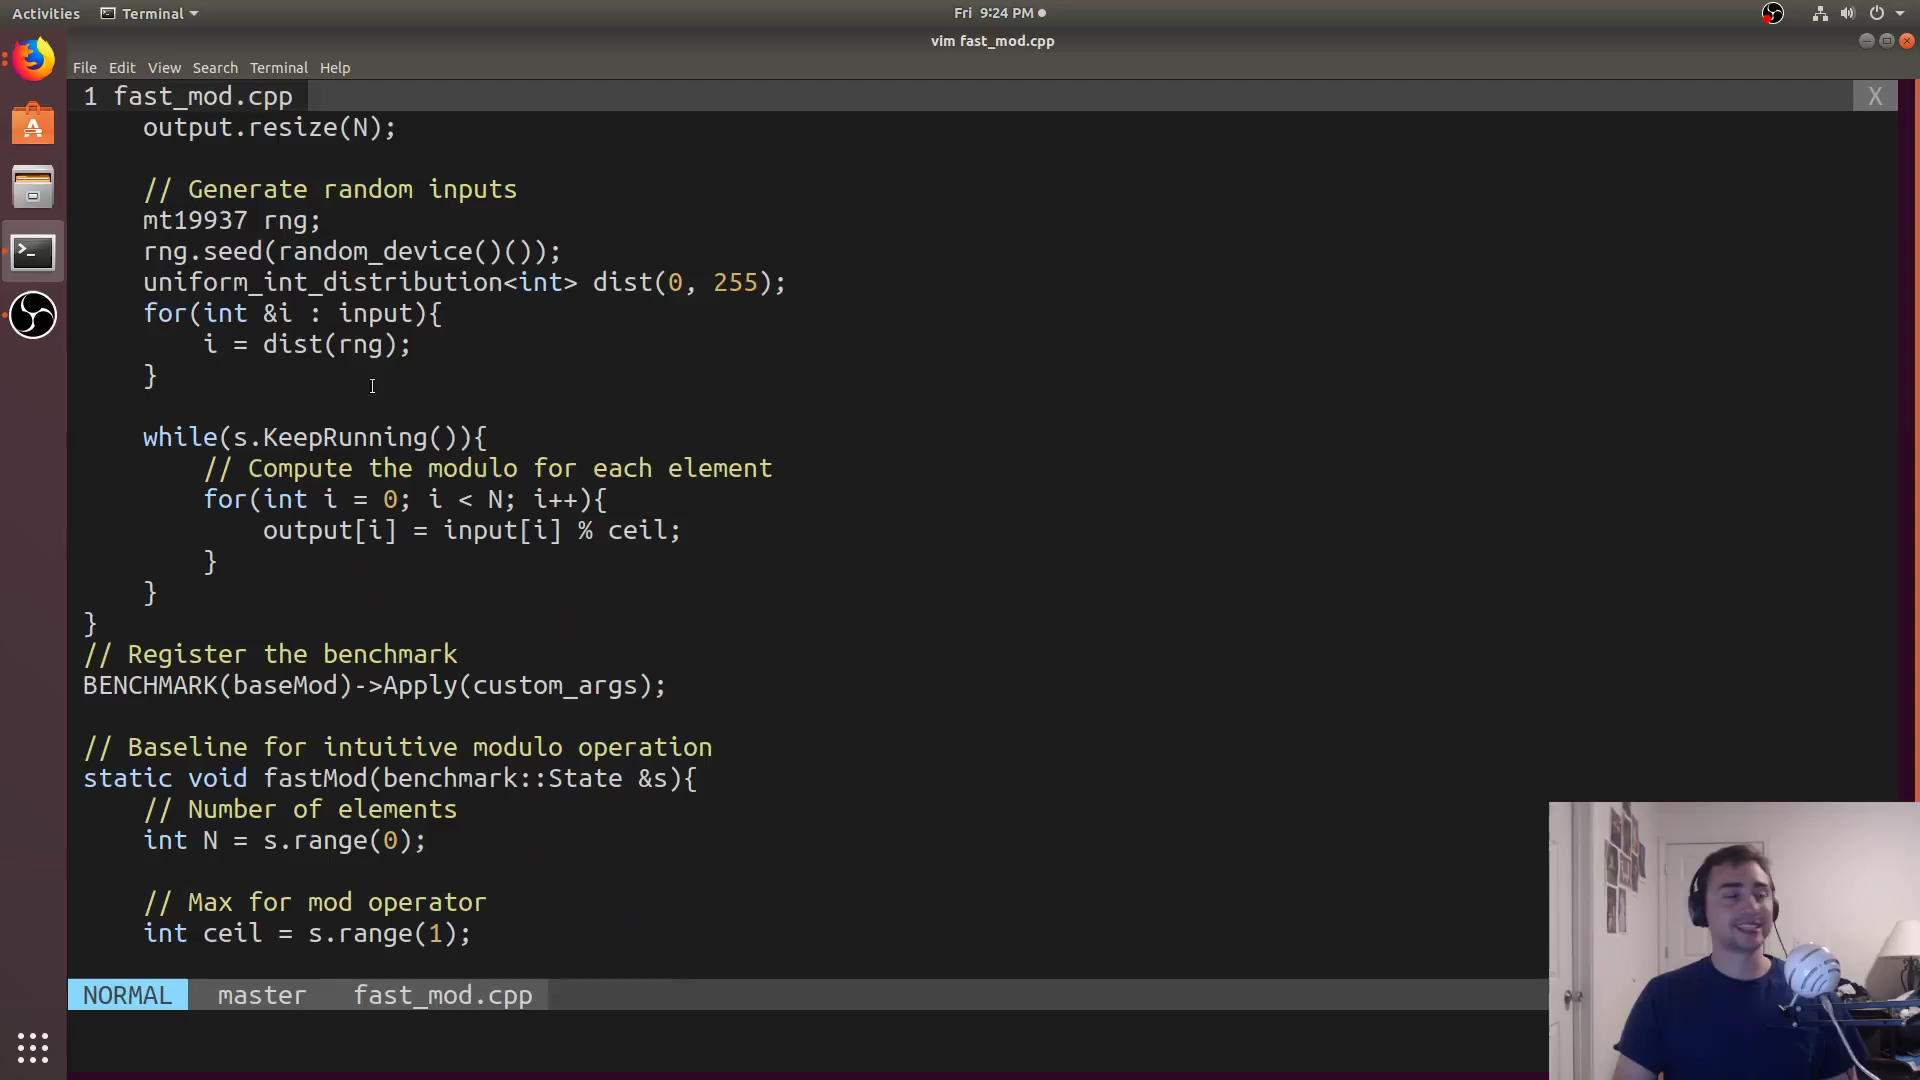 Activities Terminal Fri 9:24 PM
vim fast_mod.cpp
File Edit View Search Terminal Help
1 fast_mod.cpp X
output.resize(N);
// Generate random inputs
mt19937 rng;
rng.seed(random_device()());
uniform_int_distribution<int> dist(0, 255);
for(int &i : input){
i = dist(rng);
}
while(s.KeepRunning()){
// Compute the modulo for each element
for(int i = 0; i < N; i++){
output[i] = input[i] % ceil;
}
}
}
// Register the benchmark
BENCHMARK(baseMod)->Apply(custom_args);
// Baseline for intuitive modulo operation
static void fastMod(benchmark::State &s){
// Number of elements
int N = s.range(0);
// Max for mod operator
int ceil = s.range(1);
NORMAL master fast_mod.cpp